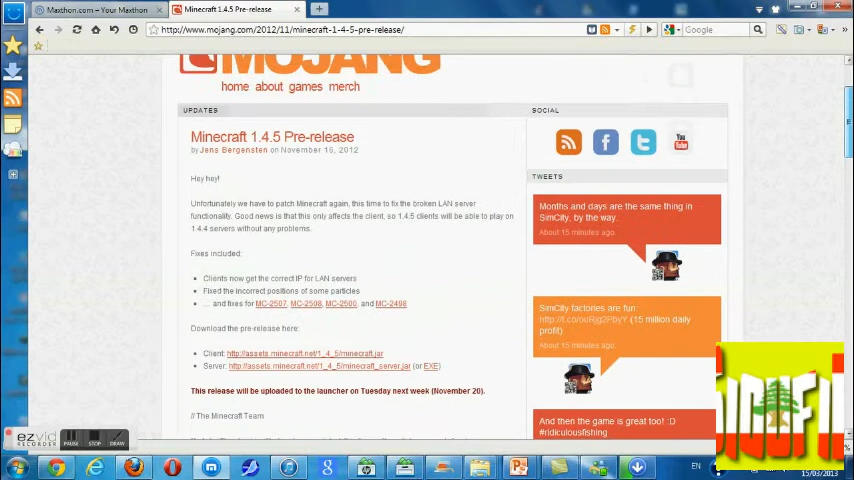 Maxthon.com – Your Maxthon
Minecraft 1.4.5 Pre-release
http://www.mojang.com/2012/11/minecraft-1-4-5-pre-release/
Google
MOJANG
home about games merch
UPDATES
Minecraft 1.4.5 Pre-release
by Jens Bergensten on November 16, 2012
Hey hey!
Unfortunately we have to patch Minecraft again, this time to fix the broken LAN server
functionality. Good news is that this only affects the client, so 1.4.5 clients will be able to play on
1.4.4 servers without any problems.
Fixes included:
Clients now get the correct IP for LAN servers
Fixed the incorrect positions of some particles
... and fixes for MC-2507, MC-2508, MC-2500, and MC-2498
Download the pre-release here:
Client: http://assets.minecraft.net/1_4_5/minecraft.jar
Server: http://assets.minecraft.net/1_4_5/minecraft_server.jar (or EXE)
This release will be uploaded to the launcher on Tuesday next week (November 20).
// The Minecraft Team
SOCIAL
You
Tube
TWEETS
Months and days are the same thing in
SimCity, by the way.
About 15 minutes ago.
SimCity factories are fun:
http://t.co/ouRjg2PbyY (15 million daily
profit)
About 15 minutes ago.
And then the game is great too! :D
#ridiculousfishing
ezvid
RECORDER
PAUSE
STOP
DRAW
EN
15/03/2013